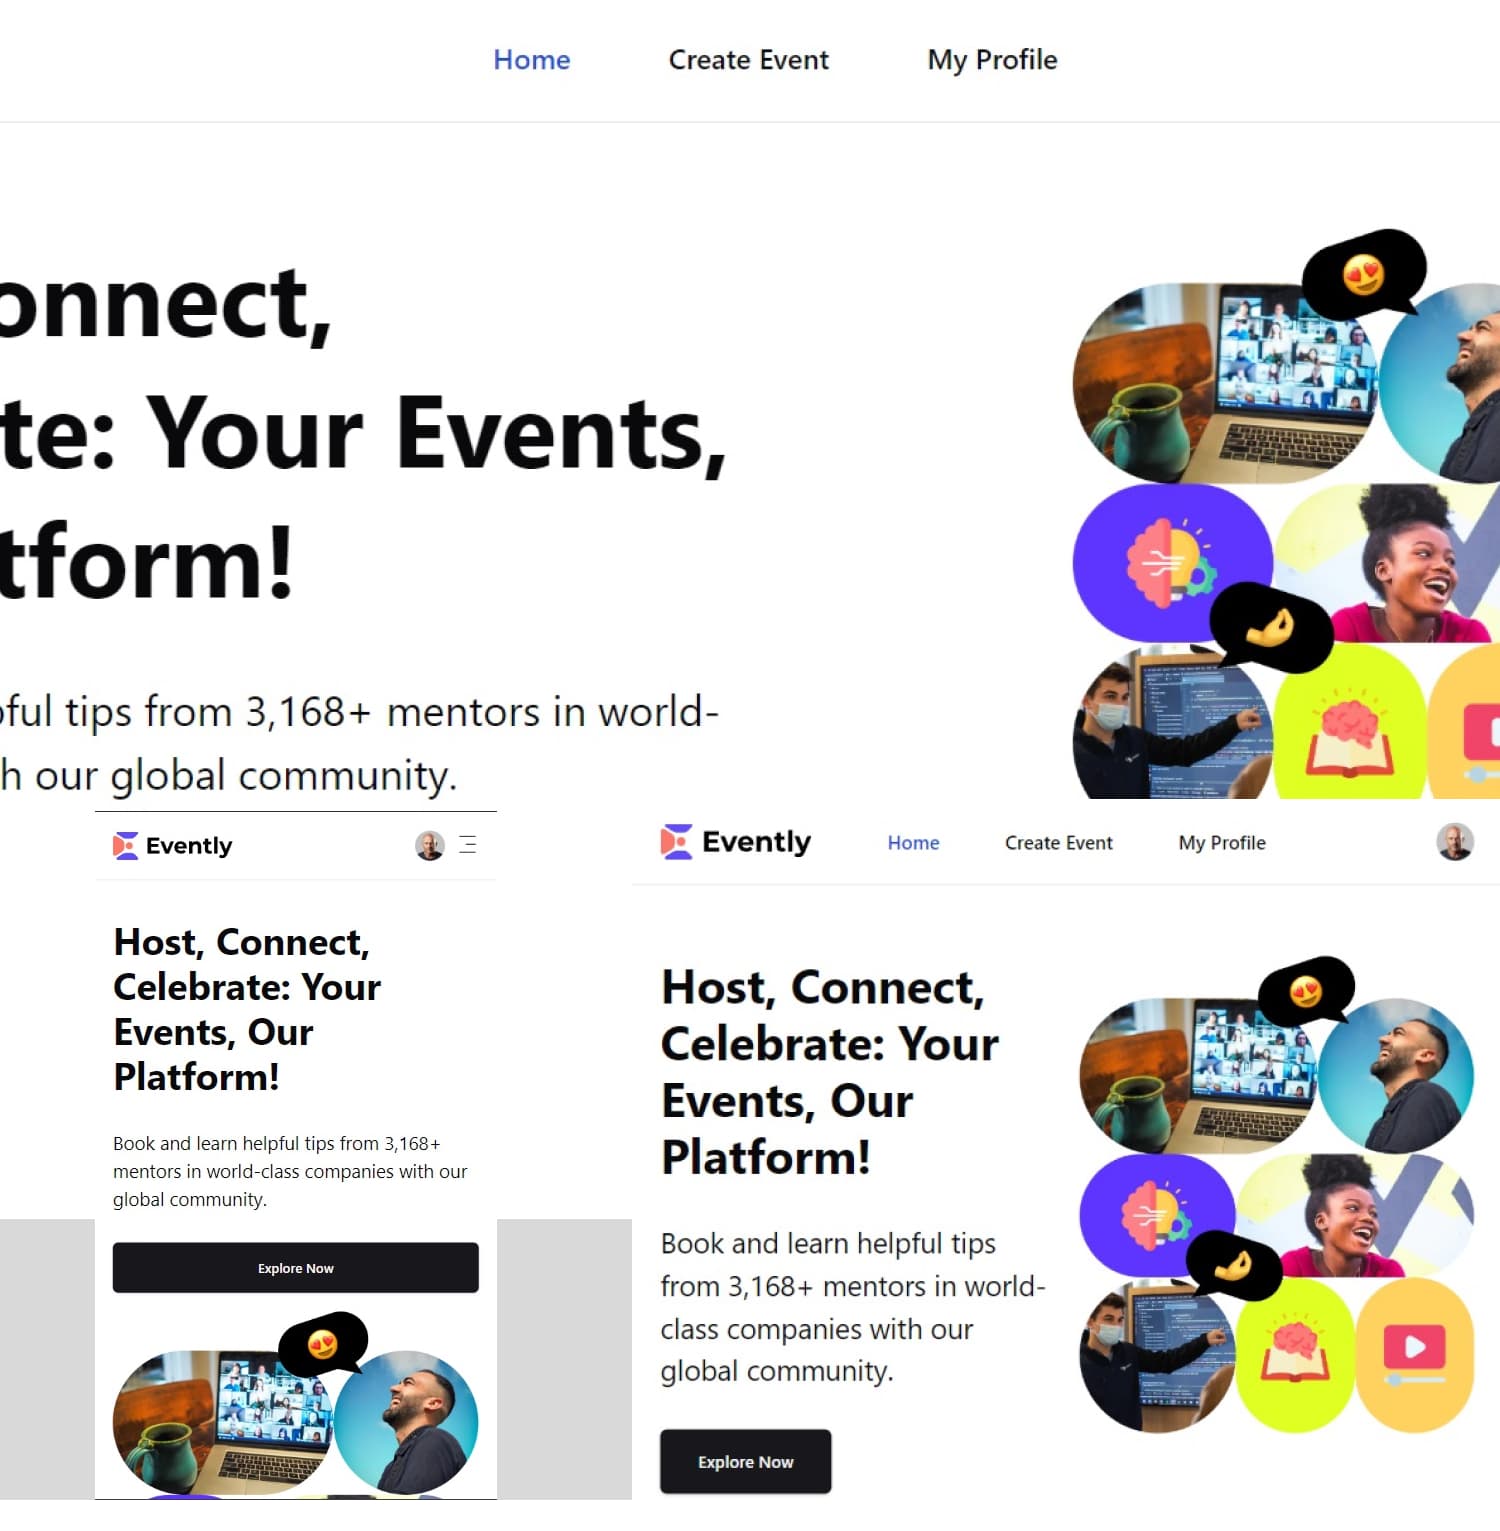 Home Create Event My Profile
onnect,
te: Your Events,
tform!
ful tips from 3,168+ mentors in world-
h our global community.
Evently
Host, Connect,
Celebrate: Your
Events, Our
Platform!
Book and learn helpful tips from 3,168+
mentors in world-class companies with our
global community.
Explore Now
Evently Home Create Event My Profile
Host, Connect,
Celebrate: Your
Events, Our
Platform!
Book and learn helpful tips
from 3,168+ mentors in world-
class companies with our
global community.
Explore Now